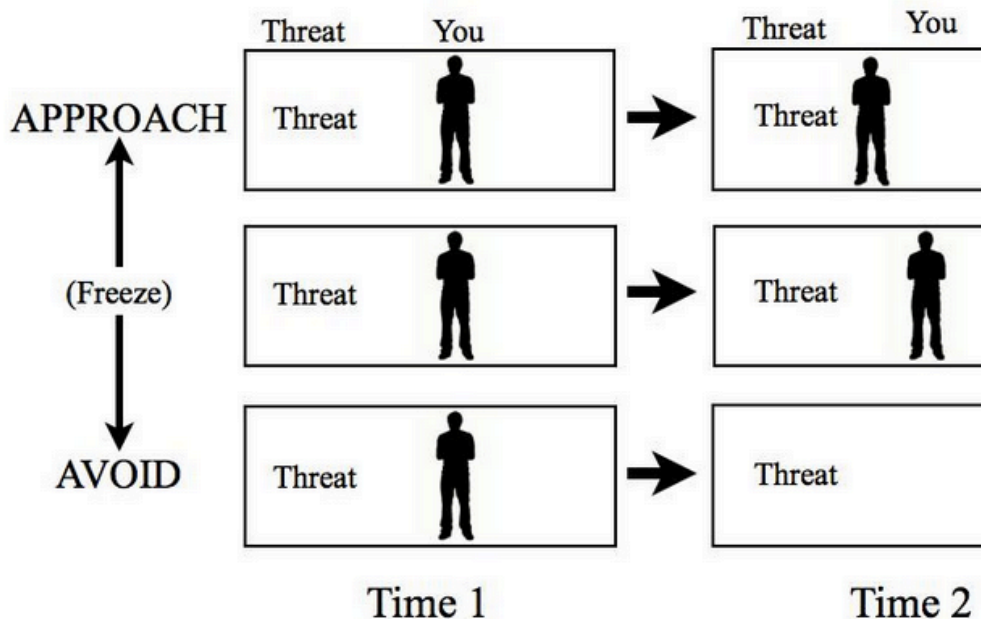 Threat You Threat You
APPROACH Threat Threat
(Freeze) Threat Threat
AVOID Threat Threat
Time 1 Time 2